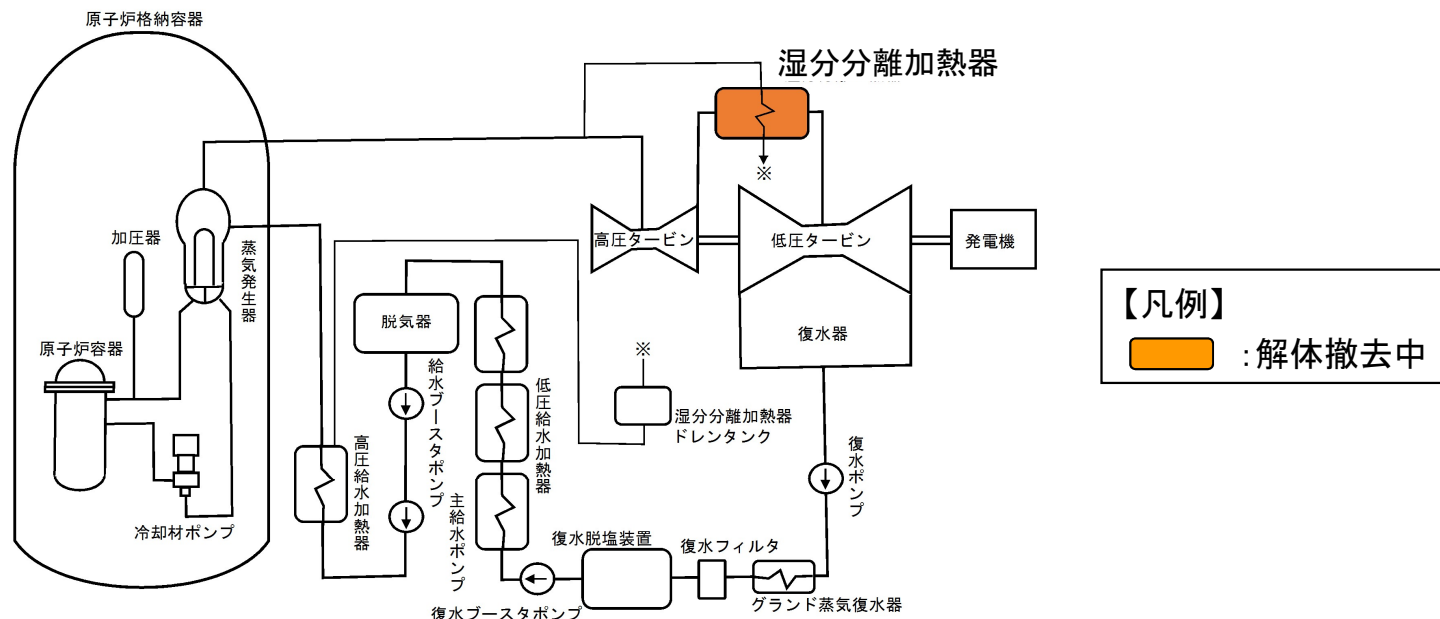 原子炉格納容器
湿分分離加熱器
※
加圧器
蒸気発生器
高圧タービン
低圧タービン
発電機
原子炉容器
脱気器
復水器
【凡例】
:解体撤去中
※
給水ブースタポンプ
低圧給水加熱器
湿分分離加熱器
ドレンタンク
高圧給水加熱器
復水ポンプ
主給水ポンプ
冷却材ポンプ
復水脱塩装置
復水フィルタ
グランド蒸気復水器
復水ブースタポンプ